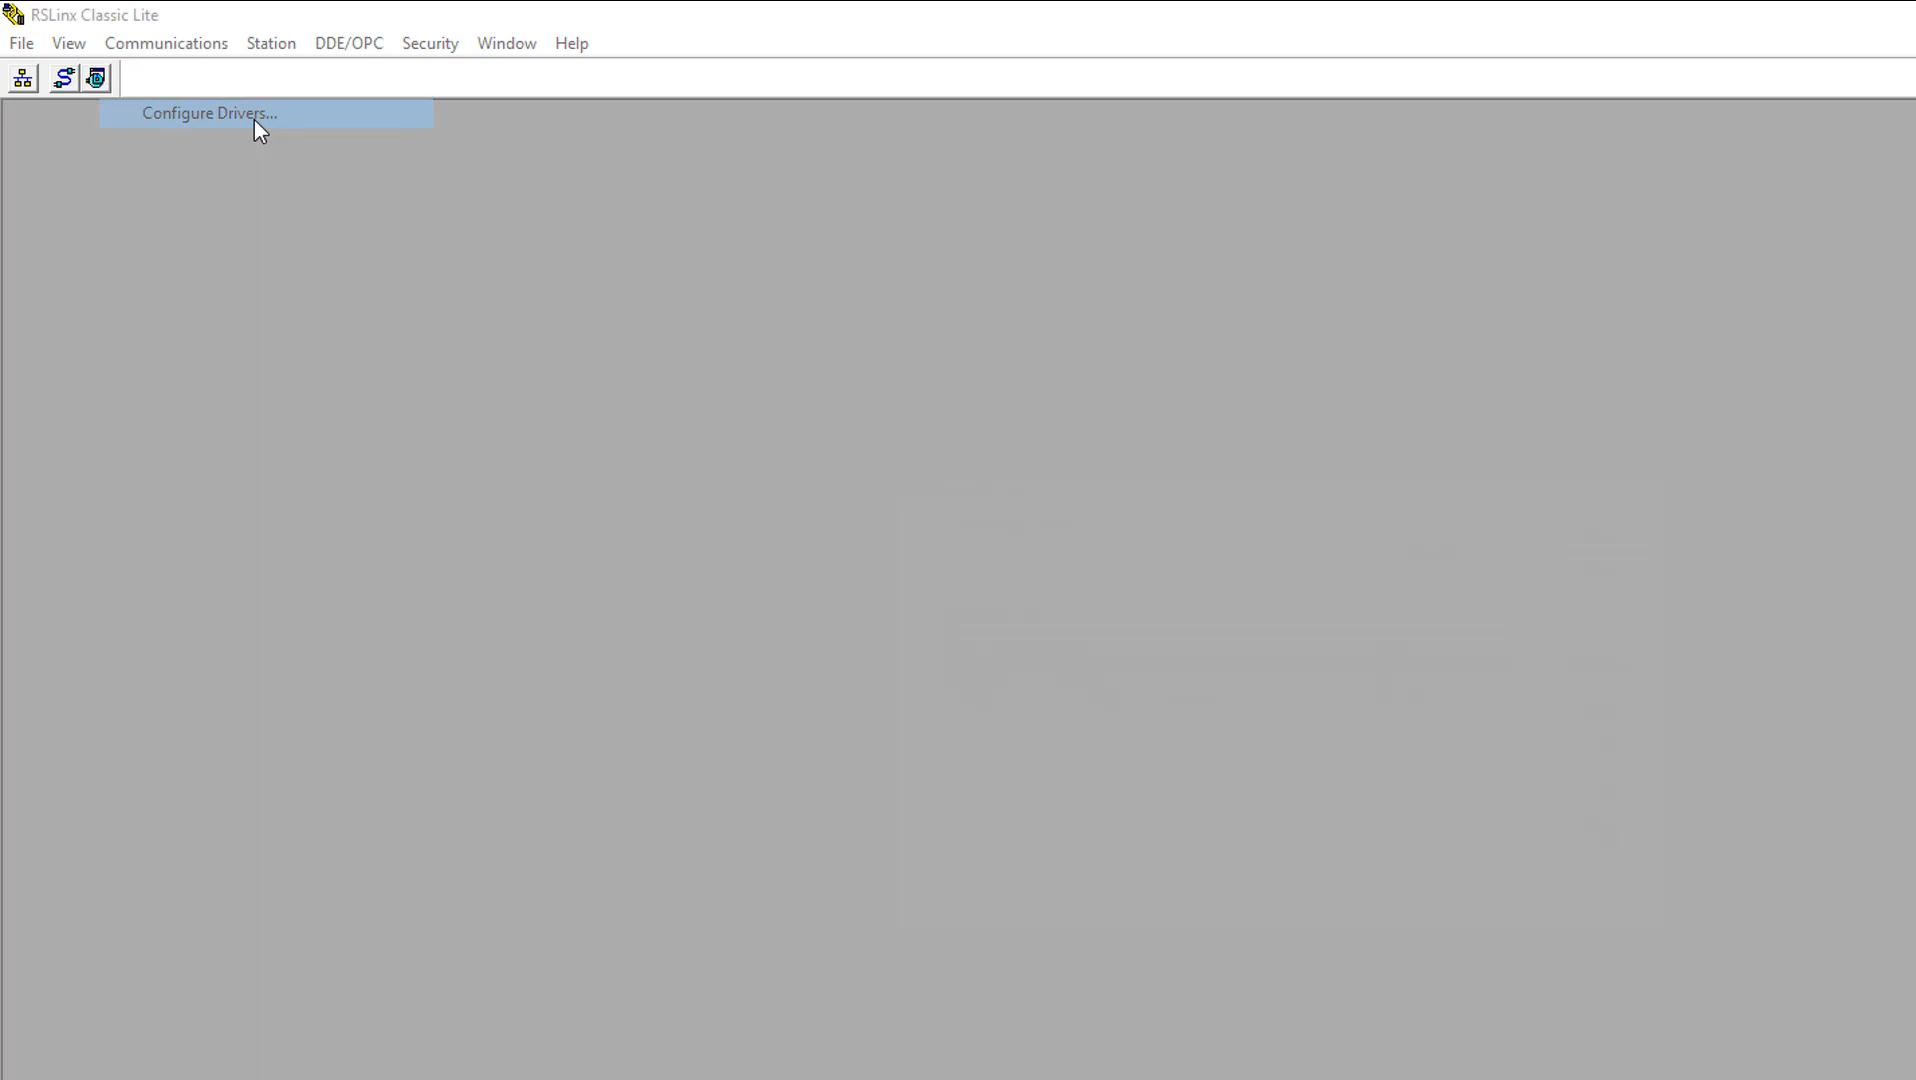 RSLinx Classic Lite
File View Communications Station DDE/OPC Security Window Help
Configure Drivers...